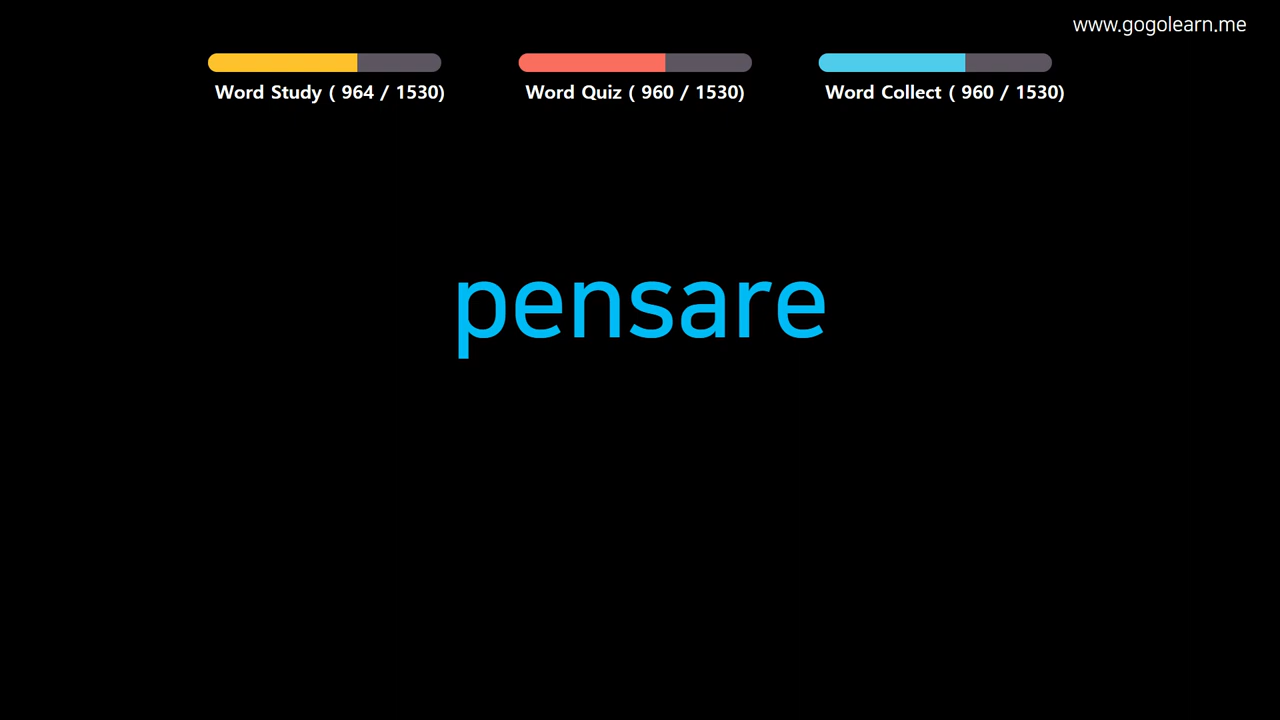 www.gogolearn.me
Word Study ( 964 / 1530)
Word Quiz ( 960 / 1530)
Word Collect ( 960 / 1530)
pensare